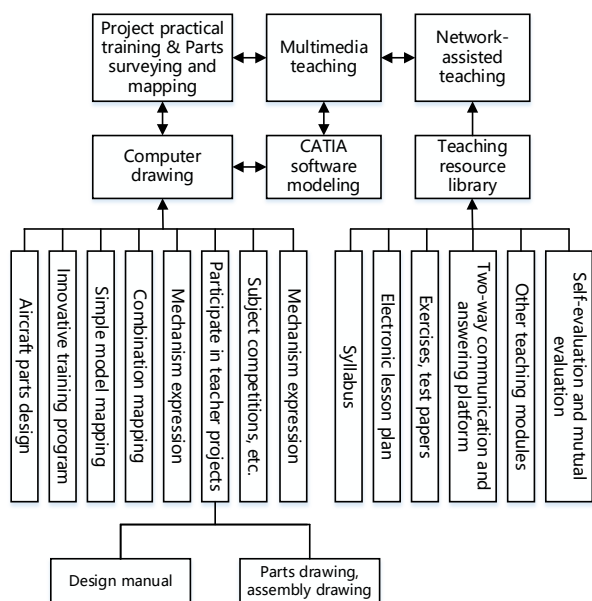 Project practical
training & Parts
surveying and
mapping
Multimedia
teaching
Network-
assisted
teaching
Computer
drawing
CATIA
software
modeling
Teaching
resource
library
Aircraft parts design
Innovative training program
Simple model mapping
Combination mapping
Mechanism expression
Participate in teacher projects
Subject competitions, etc.
Mechanism expression
Syllabus
Electronic lesson plan
Exercises, test papers
Two-way communication and
answering platform
Other teaching modules
Self-evaluation and mutual
evaluation
Design manual
Parts drawing,
assembly drawing